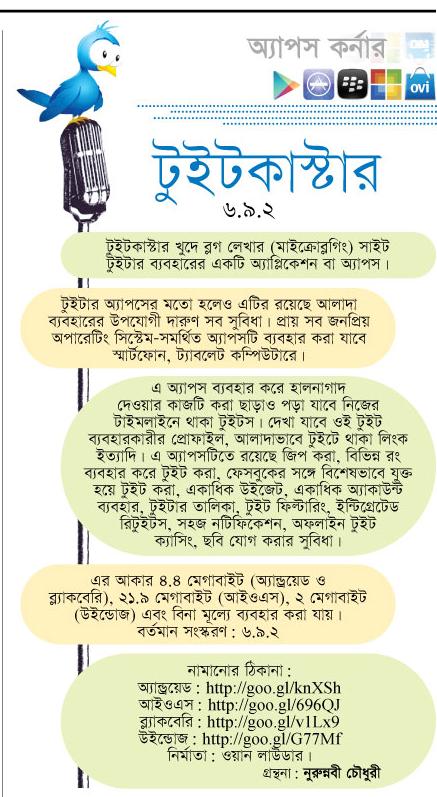 অ্যাপস কর্নার
ovi
টুইটকাস্টার
৬.৯.২
টুইটকাস্টার খুদে ব্লগ লেখার (মাইক্রোব্লগিং) সাইট
টুইটার ব্যবহারের একটি অ্যাপ্লিকেশন বা অ্যাপস।
টুইটার অ্যাপসের মতো হলেও এটির রয়েছে আলাদা
ব্যবহারের উপযোগী দারুণ সব সুবিধা। প্রায় সব জনপ্রিয়
অপারেটিং সিস্টেম-সমর্থিত অ্যাপসটি ব্যবহার করা যাবে
স্মার্টফোন, ট্যাবলেট কম্পিউটারে।
এ অ্যাপস ব্যবহার করে হালনাগাদ
দেওয়ার কাজটি করা ছাড়াও পড়া যাবে নিজের
টাইমলাইনে থাকা টুইটস। দেখা যাবে ওই টুইট
ব্যবহারকারীর প্রোফাইল, আলাদাভাবে টুইটে থাকা লিংক
ইত্যাদি। এ অ্যাপসটিতে রয়েছে জিপ করা, বিভিন্ন রং
ব্যবহার করে টুইট করা, ফেসবুকের সঙ্গে বিশেষভাবে যুক্ত
হয়ে টুইট করা, একাধিক উইজেট, একাধিক অ্যাকাউন্ট
ব্যবহার, টুইটার তালিকা, টুইট ফিল্টারিং, ইন্টিগ্রেটেড
রিটুইটস, সহজ নটিফিকেশন, অফলাইন টুইট
ক্যাসিং, ছবি যোগ করার সুবিধা।
এর আকার ৪.৪ মেগাবাইট (অ্যান্ড্রয়েড ও
ব্ল্যাকবেরি), ২১.৯ মেগাবাইট (আইওএস), ২ মেগাবাইট
(উইন্ডোজ) এবং বিনা মূল্যে ব্যবহার করা যায়।
বর্তমান সংস্করণ : ৬.৯.২
নামানোর ঠিকানা :
অ্যান্ড্রয়েড : http://goo.gl/knXSh
আইওএস : http://goo.gl/696QJ
ব্ল্যাকবেরি : http://goo.gl/v1Lx9
উইন্ডোজ : http://goo.gl/G77Mf
নির্মাতা : ওয়ান লাউডার।
গ্রন্থনা : নুরুন্নবী চৌধুরী